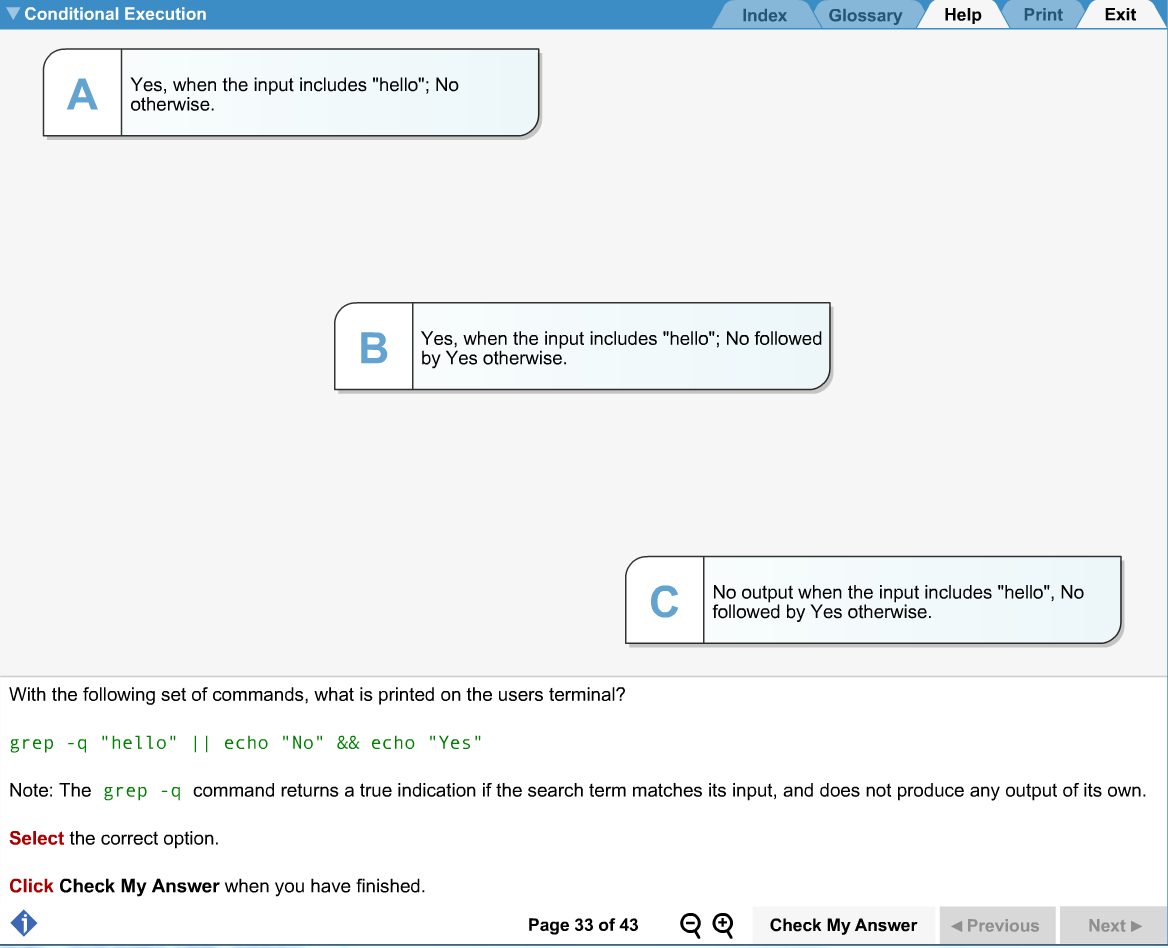 Conditional Execution
Index
Glossary
Help
Print
Exit
A
Yes, when the input includes "hello"; No
otherwise.
B
Yes, when the input includes "hello"; No followed
by Yes otherwise.
C
No output when the input includes "hello", No
followed by Yes otherwise.
With the following set of commands, what is printed on the users terminal?
grep -q "hello" || echo "No" && echo "Yes"
Note: The grep -q command returns a true indication if the search term matches its input, and does not produce any output of its own.
Select the correct option.
Click Check My Answer when you have finished.
i
Page 33 of 43
Check My Answer
Previous
Next